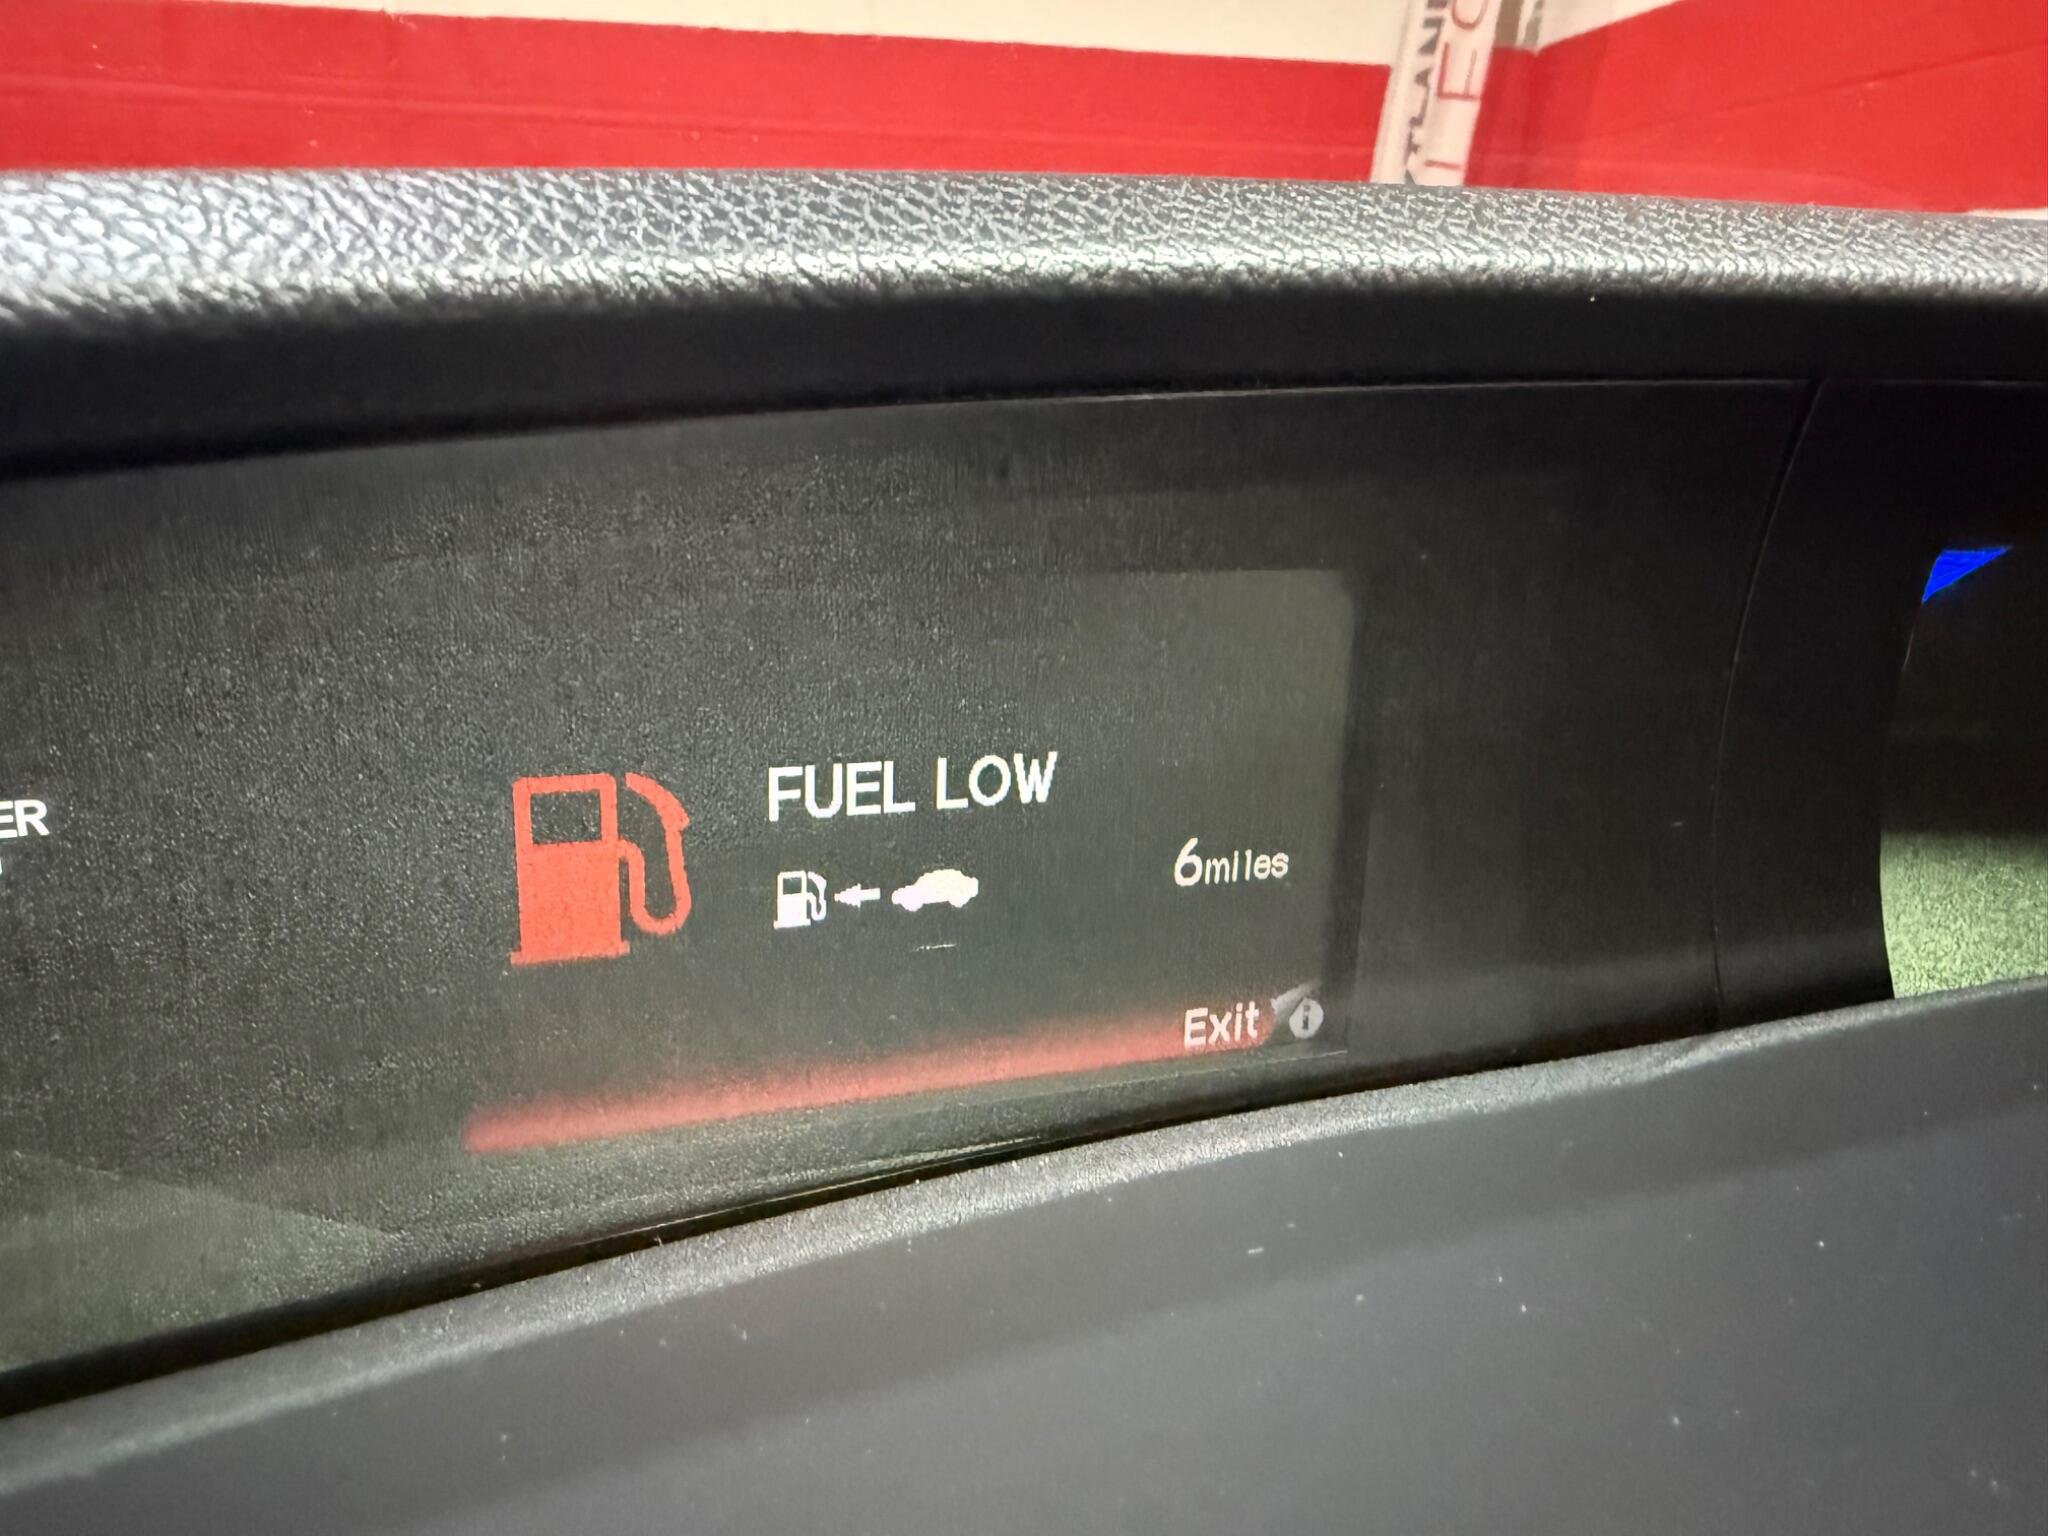 FUEL LOW
6miles
Exit i
ER